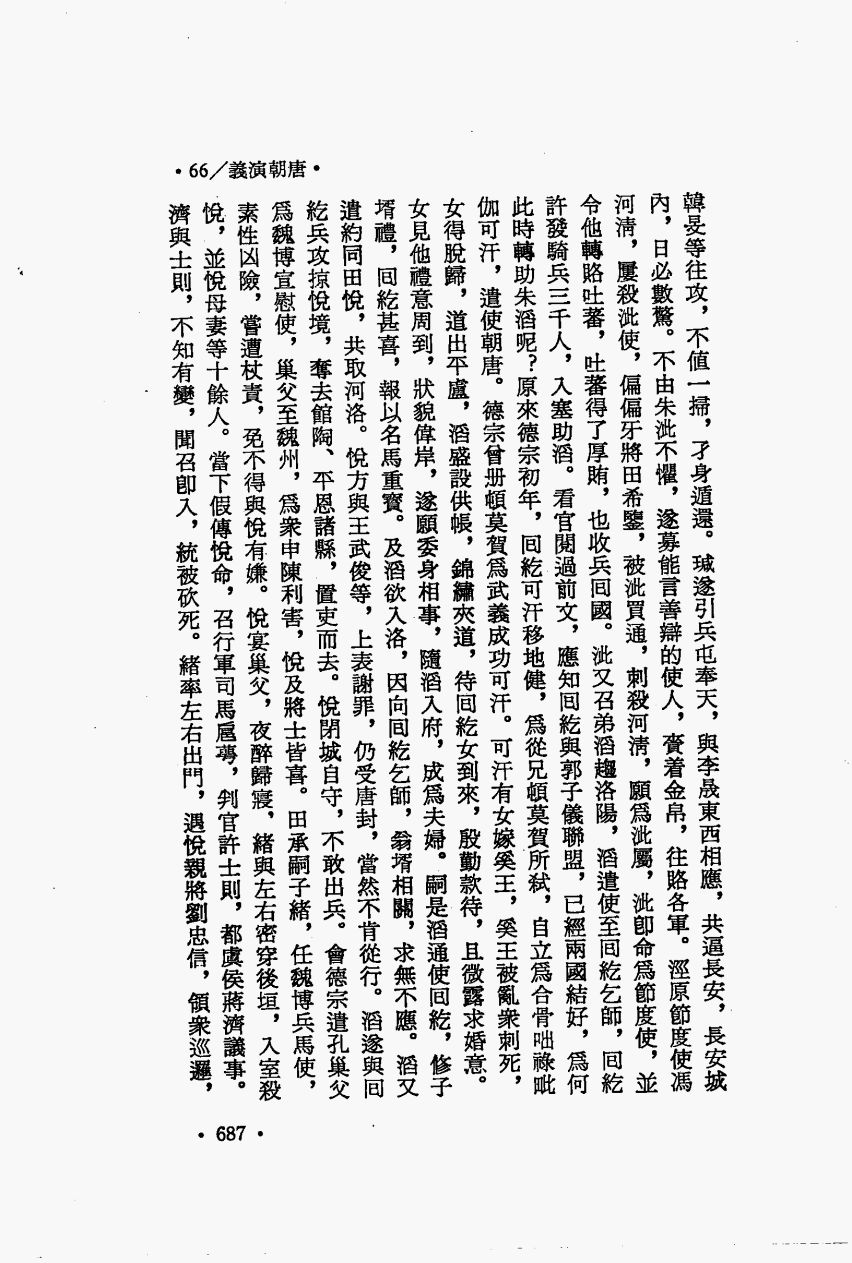 •66／義演朝唐•
韓旻等往攻，不值一掃，孑身遁還。瑊遂引兵屯奉天，與李晟東西相應，共逼長安，長安城
內，日必數驚。不由朱泚不懼，遂募能言善辯的使人，賫着金帛，往賂各軍。涇原節度使馮
河清，屢殺泚使，偏偏牙將田希鑒，被泚買通，刺殺河清，願爲泚屬，泚卽命爲節度使，並
令他轉賂吐蕃，吐蕃得了厚賄，也收兵回國。泚又召弟滔趨洛陽，滔遣使至回紇乞師，回紇
許發騎兵三千人，入塞助滔。看官閱過前文，應知回紇與郭子儀聯盟，已經兩國結好，爲何
此時轉助朱滔呢？原來德宗初年，回紇可汗移地健，爲從兄頓莫賀所弒，自立爲合骨咄祿毗
伽可汗，遣使朝唐。德宗曾册頓莫賀爲武義成功可汗。可汗有女嫁奚王，奚王被亂衆刺死，
女得脫歸，道出平盧，滔盛設供帳，錦繡夾道，待回紇女到來，殷勤款待，且微露求婚意。
女見他禮意周到，狀貌偉岸，遂願委身相事，隨滔入府，成爲夫婦。嗣是滔通使回紇，修子
壻禮，回紇甚喜，報以名馬重寶。及滔欲入洛，因向回紇乞師，翁壻相關，求無不應。滔又
遣約同田悅，共取河洛。悅方與王武俊等，上表謝罪，仍受唐封，當然不肯從行。滔遂與回
紇兵攻掠悅境，奪去館陶、平恩諸縣，置吏而去。悅閉城自守，不敢出兵。會德宗遣孔巢父
爲魏博宣慰使，巢父至魏州，爲衆申陳利害，悅及將士皆喜。田承嗣子緒，任魏博兵馬使，
素性凶險，嘗遭杖責，免不得與悅有嫌。悅宴巢父，夜醉歸寢，緒與左右密穿後垣，入室殺
悅，並悅母妻等十餘人。當下假傳悅命，召行軍司馬扈崿，判官許士則，都虞侯蔣濟議事。
濟與士則，不知有變，聞召卽入，統被砍死。緒率左右出門，遇悅親將劉忠信，領衆巡邏，
•687•